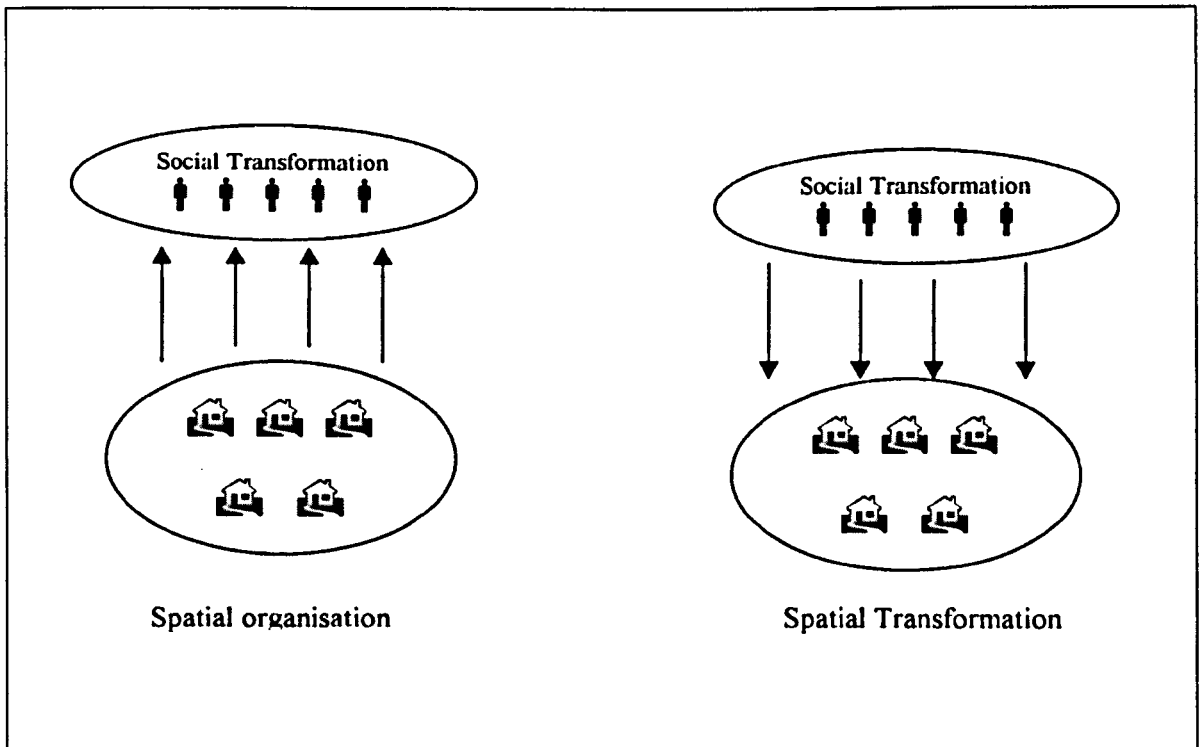 Social Transformation
Social Transformation
Spatial organisation
Spatial Transformation